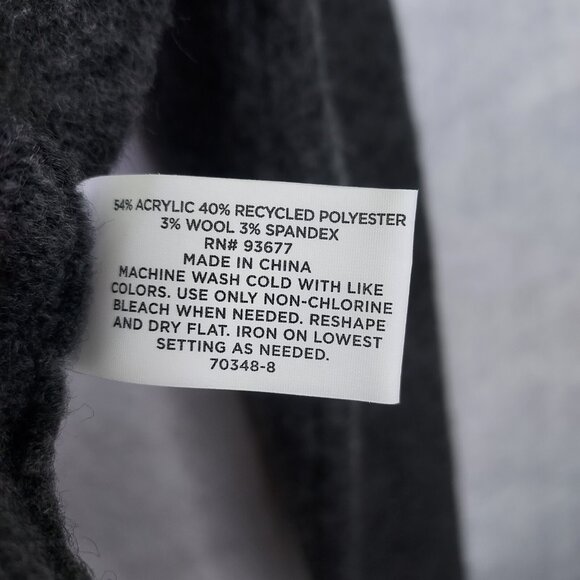 54% ACRYLIC 40% RECYCLED POLYESTER
3% WOOL 3% SPANDEX
RN# 93677
MADE IN CHINA
MACHINE WASH COLD WITH LIKE
COLORS. USE ONLY NON-CHLORINE
BLEACH WHEN NEEDED. RESHAPE
AND DRY FLAT. IRON ON LOWEST
SETTING AS NEEDED.
70348-8